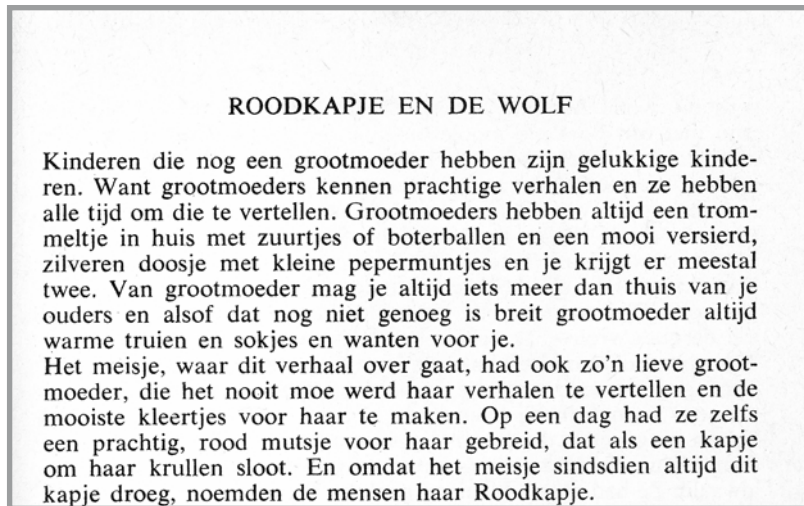 ROODKAPJE EN DE WOLF
Kinderen die nog een grootmoeder hebben zijn gelukkige kinde-
ren. Want grootmoeders kennen prachtige verhalen en ze hebben
alle tijd om die te vertellen. Grootmoeders hebben altijd een trom-
meltje in huis met zuurtjes of boterballen en een mooi versierd,
zilveren doosje met kleine pepermuntjes en je krijgt er meestal
twee. Van grootmoeder mag je altijd iets meer dan thuis van je
ouders en alsof dat nog niet genoeg is breit grootmoeder altijd
warme truien en sokjes en wanten voor je.
Het meisje, waar dit verhaal over gaat, had ook zo'n lieve groot-
moeder, die het nooit moe werd haar verhalen te vertellen en de
mooiste kleertjes voor haar te maken. Op een dag had ze zelfs
een prachtig, rood mutsje voor haar gebreid, dat als een kapje
om haar krullen sloot. En omdat het meisje sindsdien altijd dit
kapje droeg, noemden de mensen haar Roodkapje.